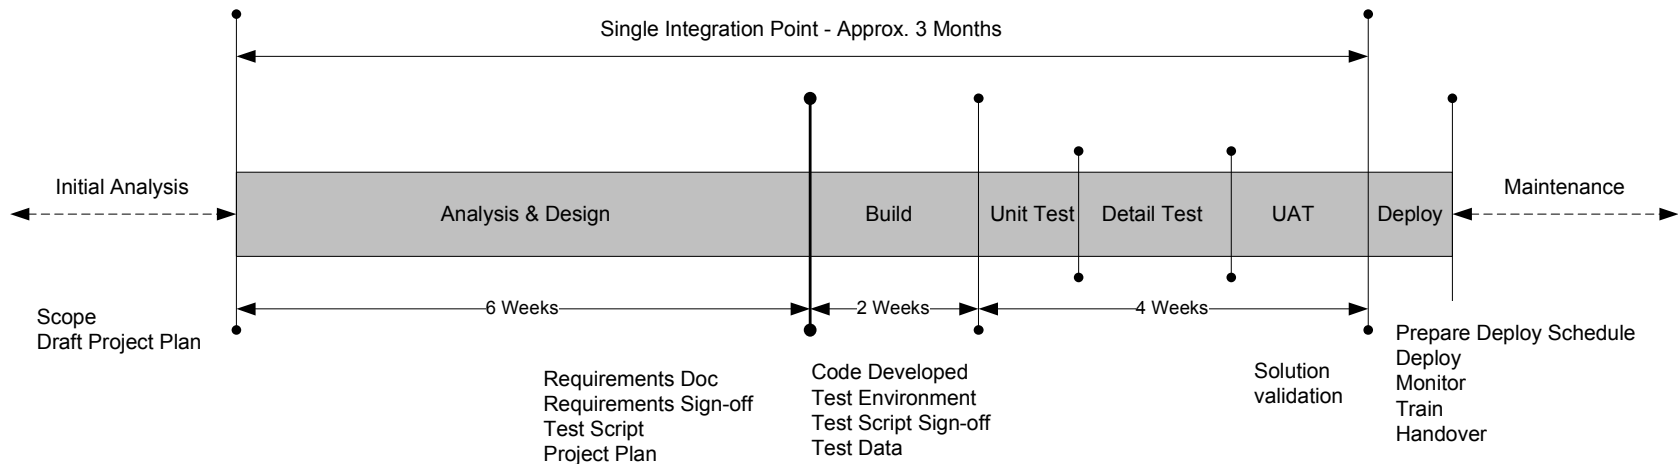 Single Integration Point - Approx. 3 Months
Initial Analysis
Analysis & Design
Build
Unit Test
Detail Test
UAT
Deploy
Maintenance
6 Weeks
2 Weeks
4 Weeks
Scope
Draft Project Plan
Requirements Doc
Requirements Sign-off
Test Script
Project Plan
Code Developed
Test Environment
Test Script Sign-off
Test Data
Solution
validation
Prepare Deploy Schedule
Deploy
Monitor
Train
Handover